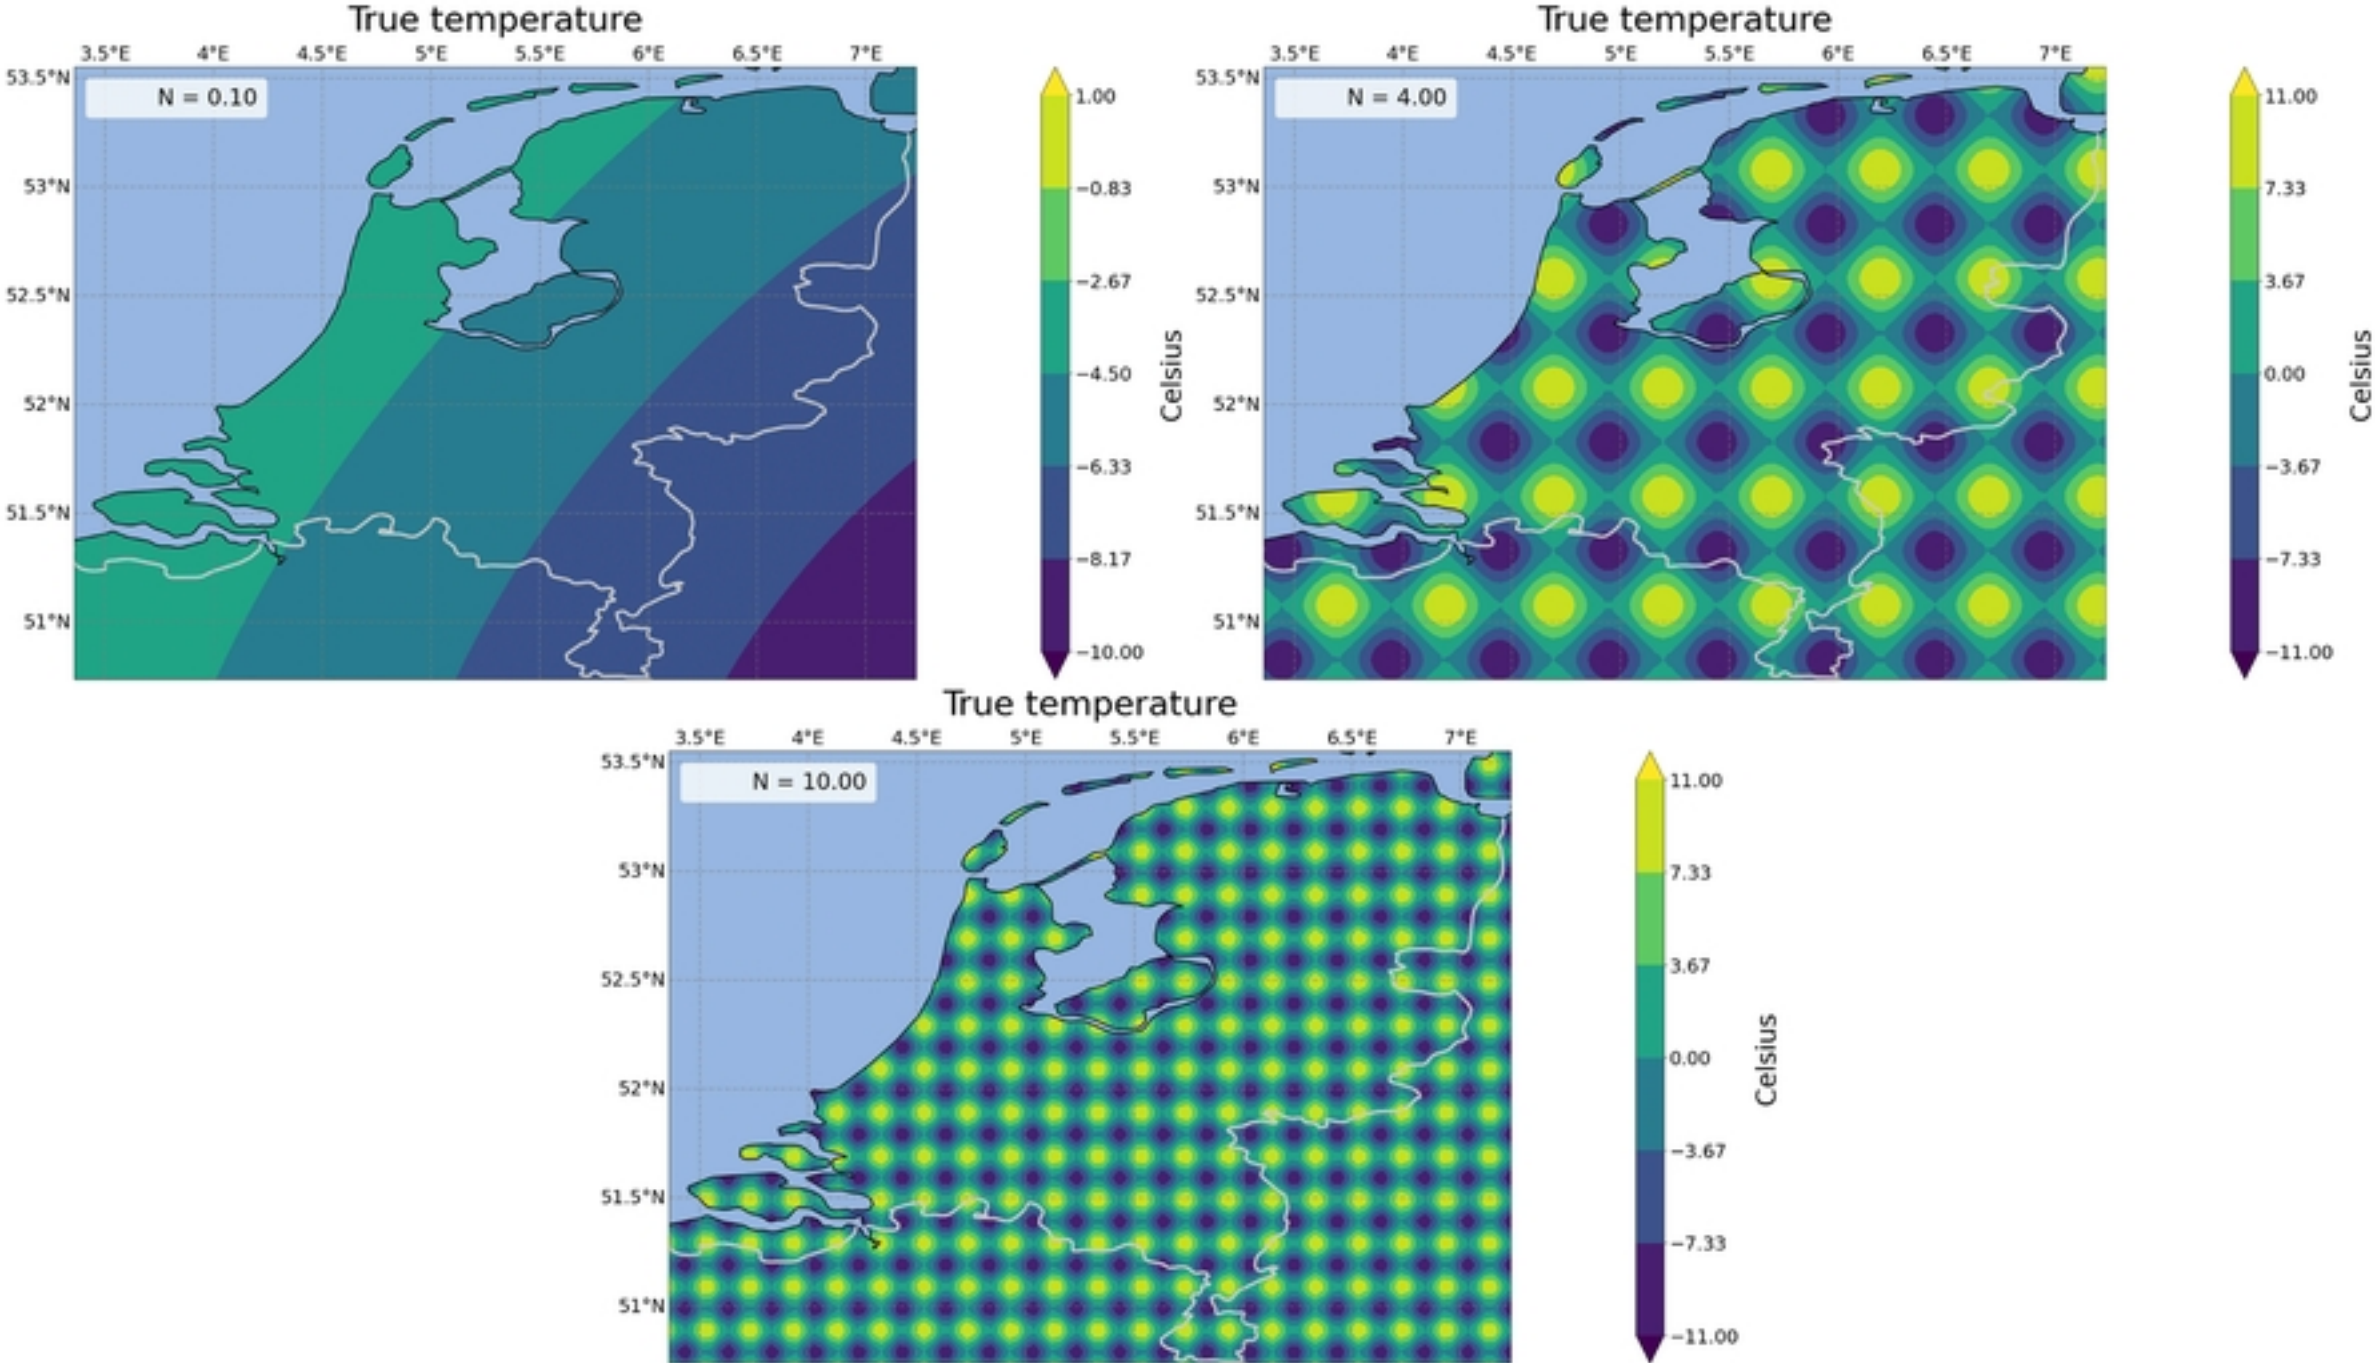 True temperature
3.5°E 4°E 4.5°E 5°E 5.5°E 6°E 6.5°E 7°E
53.5°N
53°N
52.5°N
52°N
51.5°N
51°N
N = 0.10
1.00
−0.83
−2.67
−4.50
−6.33
−8.17
−10.00
Celsius
True temperature
3.5°E 4°E 4.5°E 5°E 5.5°E 6°E 6.5°E 7°E
53.5°N
53°N
52.5°N
52°N
51.5°N
51°N
N = 4.00
11.00
7.33
3.67
0.00
−3.67
−7.33
−11.00
Celsius
True temperature
3.5°E 4°E 4.5°E 5°E 5.5°E 6°E 6.5°E 7°E
53.5°N
53°N
52.5°N
52°N
51.5°N
51°N
N = 10.00
11.00
7.33
3.67
0.00
−3.67
−7.33
−11.00
Celsius